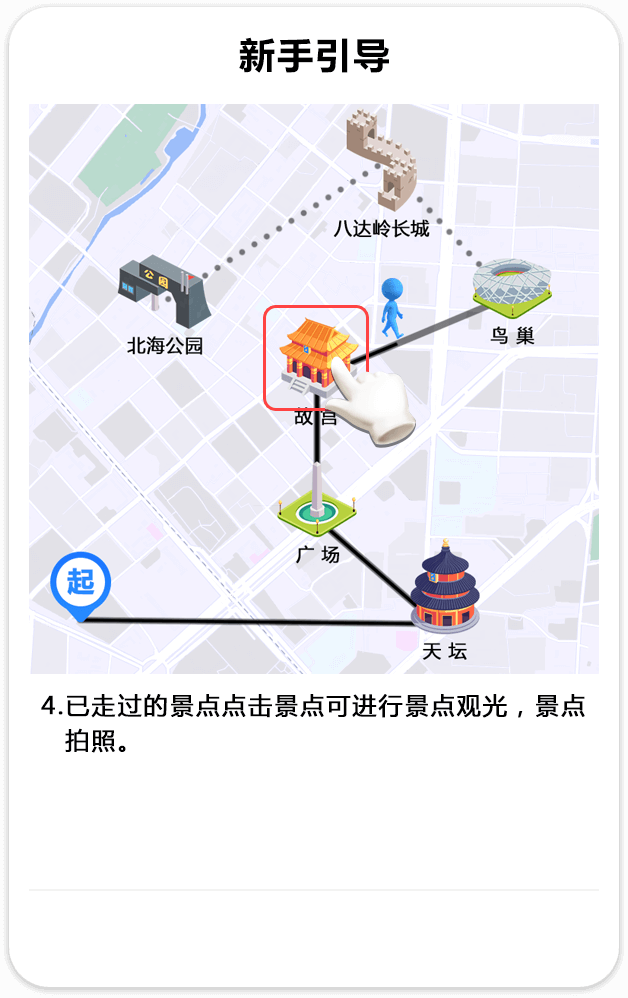 新手引导
八达岭长城
公园
北海公园
鸟巢
故宫
广场
起
天坛
4.已走过的景点点击景点可进行景点观光，景点
拍照。